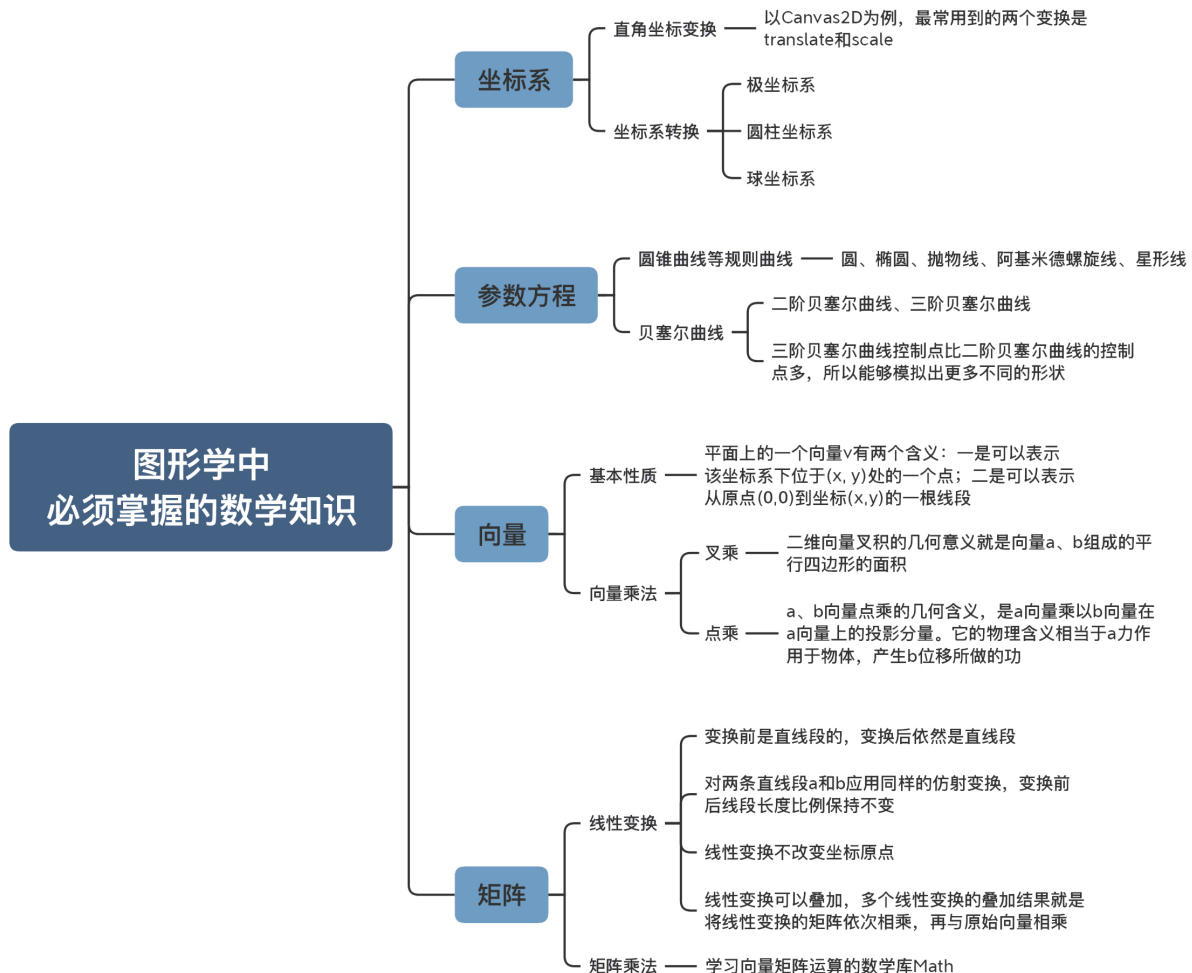 图形学中
必须掌握的数学知识
坐标系
直角坐标变换
以Canvas2D为例，最常用到的两个变换是
translate和scale
坐标系转换
极坐标系
圆柱坐标系
球坐标系
参数方程
圆锥曲线等规则曲线
圆、椭圆、抛物线、阿基米德螺旋线、星形线
贝塞尔曲线
二阶贝塞尔曲线、三阶贝塞尔曲线
三阶贝塞尔曲线控制点比二阶贝塞尔曲线的控制
点多，所以能够模拟出更多不同的形状
向量
基本性质
平面上的一个向量v有两个含义：一是可以表示
该坐标系下位于(x, y)处的一个点；二是可以表示
从原点(0,0)到坐标(x,y)的一根线段
向量乘法
叉乘
二维向量叉积的几何意义就是向量a、b组成的平
行四边形的面积
点乘
a、b向量点乘的几何含义，是a向量乘以b向量在
a向量上的投影分量。它的物理含义相当于a力作
用于物体，产生b位移所做的功
矩阵
线性变换
变换前是直线段的，变换后依然是直线段
对两条直线段a和b应用同样的仿射变换，变换前
后线段长度比例保持不变
线性变换不改变坐标原点
线性变换可以叠加，多个线性变换的叠加结果就是
将线性变换的矩阵依次相乘，再与原始向量相乘
矩阵乘法
学习向量矩阵运算的数学库Math